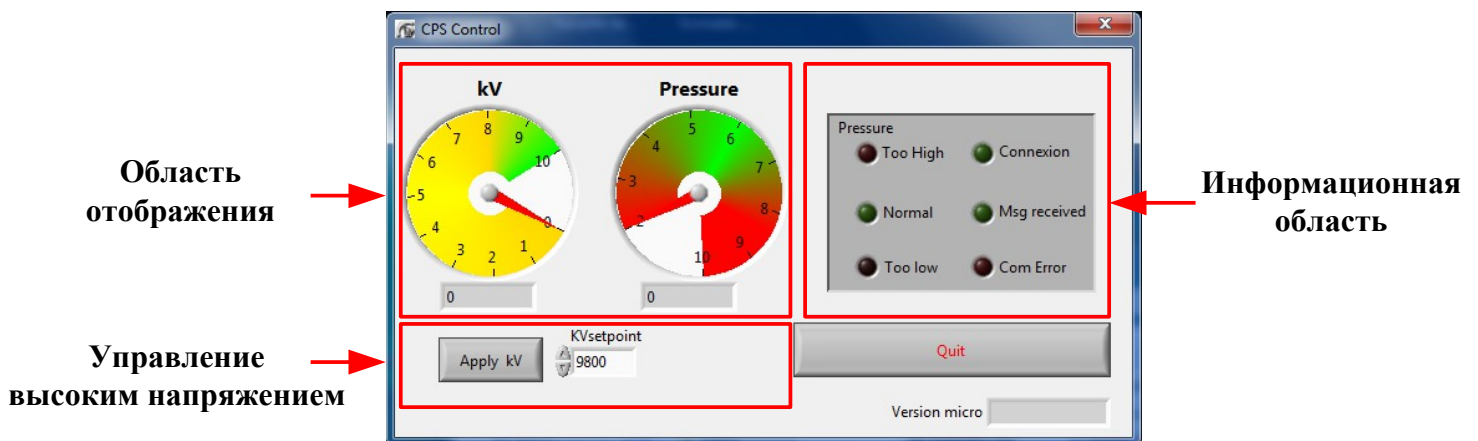 CPS Control
kV
Pressure
0
1
2
3
4
5
6
7
8
9
10
2
3
4
5
6
7
8
9
10
0
0
Pressure
Too High
Connexion
Normal
Msg received
Too low
Com Error
Область
отображения
Информационная
область
Управление
высоким напряжением
Apply kV
KVsetpoint
9800
Quit
Version micro